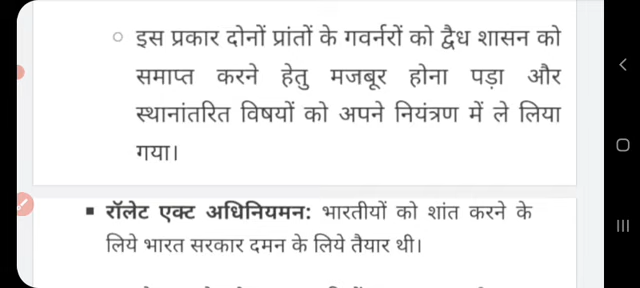 इस प्रकार दोनों प्रांतों के गवर्नरों को द्वैध शासन को
समाप्त करने हेतु मजबूर होना पड़ा और
स्थानांतरित विषयों को अपने नियंत्रण में ले लिया
गया।
रॉलेट एक्ट अधिनियमन: भारतीयों को शांत करने के
लिये भारत सरकार दमन के लिये तैयार थी।